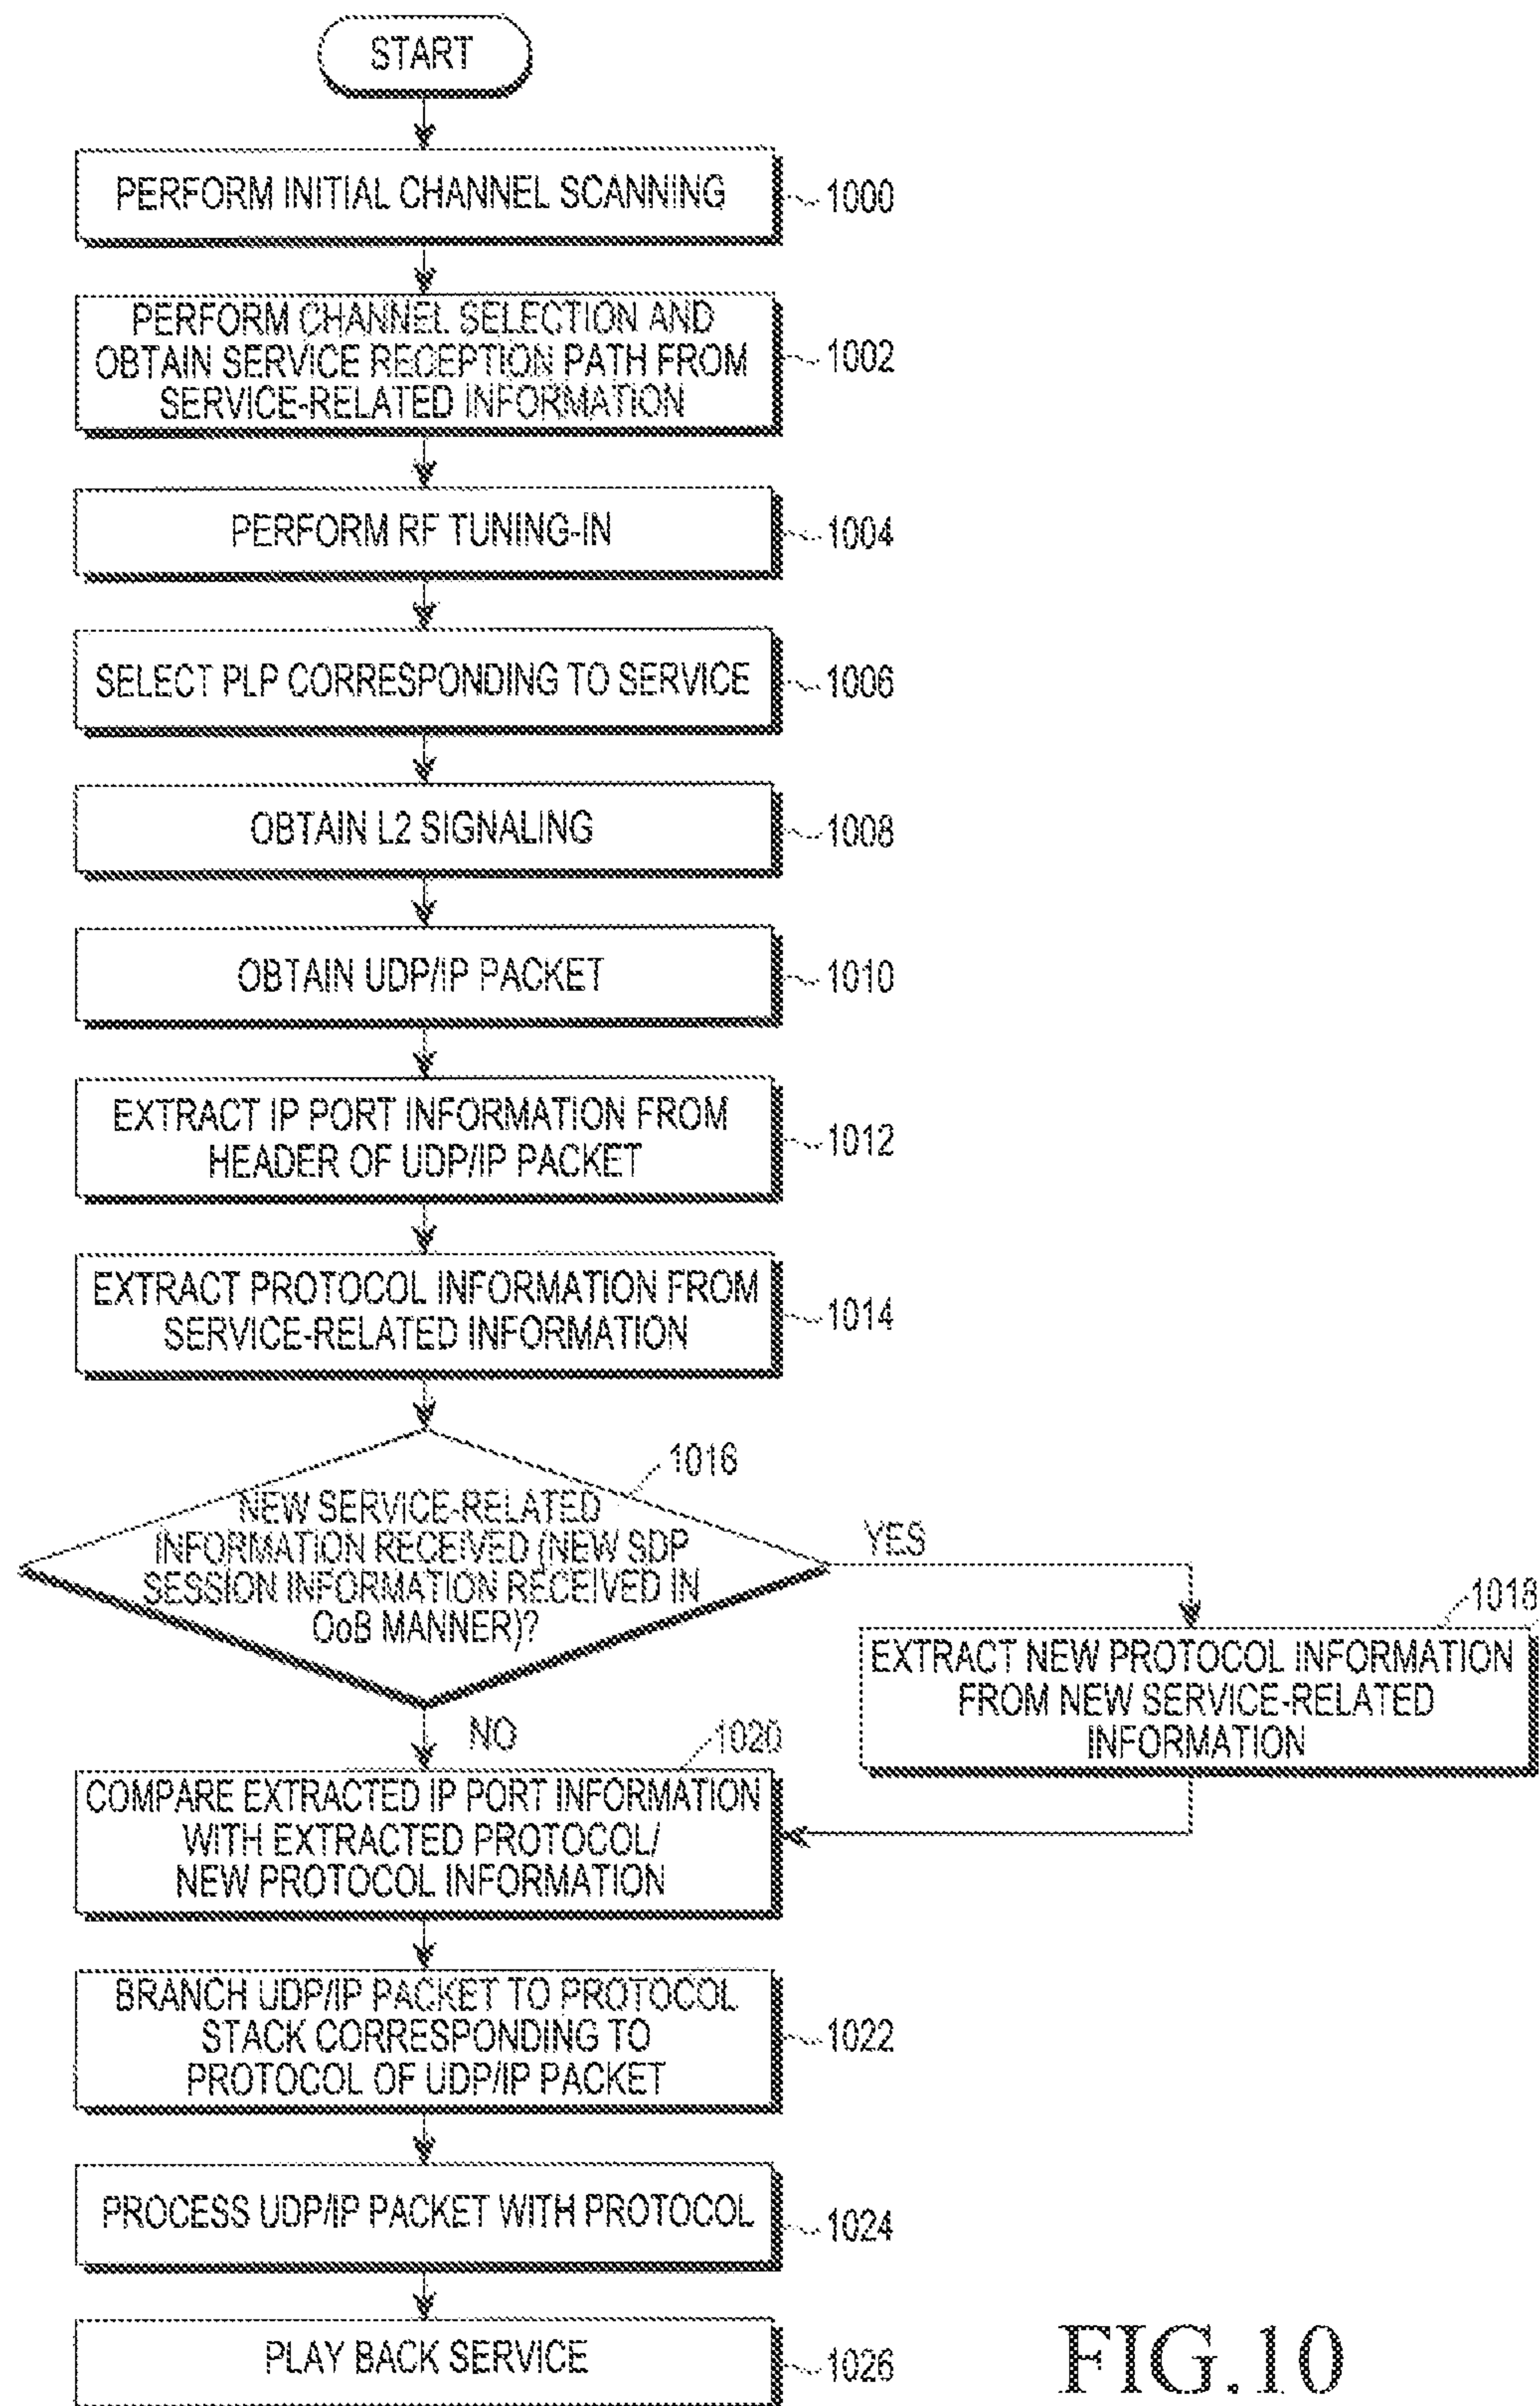 START
PERFORM INITIAL CHANNEL SCANNING
1000
PERFORM CHANNEL SELECTION AND
OBTAIN SERVICE RECEPTION PATH FROM
SERVICE-RELATED INFORMATION
1002
PERFORM RF TUNING-IN
1004
SELECT PLP CORRESPONDING TO SERVICE
1006
OBTAIN L2 SIGNALING
1008
OBTAIN UDP/IP PACKET
1010
EXTRACT IP PORT INFORMATION FROM
HEADER OF UDP/IP PACKET
1012
EXTRACT PROTOCOL INFORMATION FROM
SERVICE-RELATED INFORMATION
1014
1016
NEW SERVICE-RELATED
INFORMATION RECEIVED (NEW SDP
SESSION INFORMATION RECEIVED IN
OoB MANNER)?
YES
1018
EXTRACT NEW PROTOCOL INFORMATION
FROM NEW SERVICE-RELATED
INFORMATION
NO
1020
COMPARE EXTRACTED IP PORT INFORMATION
WITH EXTRACTED PROTOCOL/
NEW PROTOCOL INFORMATION
BRANCH UDP/IP PACKET TO PROTOCOL
STACK CORRESPONDING TO
PROTOCOL OF UDP/IP PACKET
1022
PROCESS UDP/IP PACKET WITH PROTOCOL
1024
PLAY BACK SERVICE
1026
FIG.10